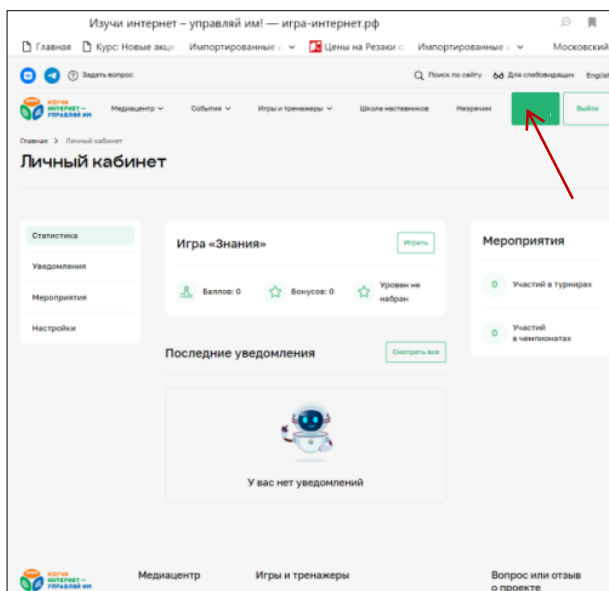 Изучи интернет – управляй им! — игра-интернет.рф
Главная Курс: Новые акце Импортированные Цены на Резаки с Импортированные Московский
Задать вопрос Поиск по сайту Для слабовидящих English
ИЗУЧИ ИНТЕРНЕТ – УПРАВЛЯЙ ИМ Медиацентр События Игры и тренажеры Школа наставников Незрячим Выйти
Главная > Личный кабинет
Личный кабинет
Статистика
Уведомления
Мероприятия
Настройки
Игра «Знания» Играть
Баллов: 0 Бонусов: 0 Уровен не
набран
Последние уведомления Смотреть все
У вас нет уведомлений
Мероприятия
0 Участий в турнирах
0 Участий
в чемпионатах
ИЗУЧИ
ИНТЕРНЕТ –
УПРАВЛЯЙ ИМ
Медиацентр Игры и тренажеры Вопрос или отзыв
о проекте